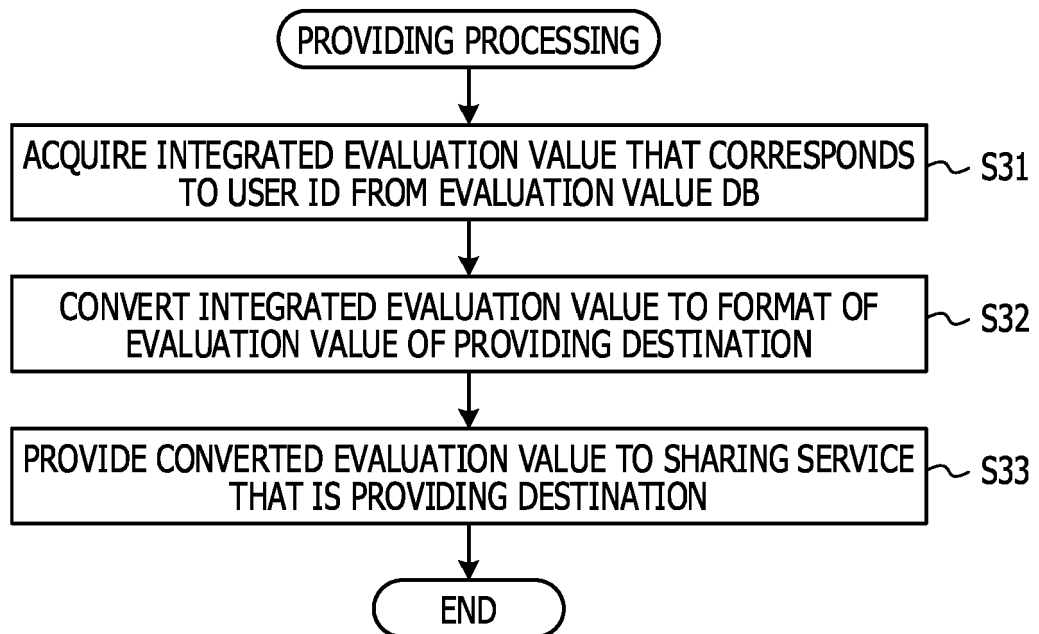 PROVIDING PROCESSING
ACQUIRE INTEGRATED EVALUATION VALUE THAT CORRESPONDS
TO USER ID FROM EVALUATION VALUE DB
S31
CONVERT INTEGRATED EVALUATION VALUE TO FORMAT OF
EVALUATION VALUE OF PROVIDING DESTINATION
S32
PROVIDE CONVERTED EVALUATION VALUE TO SHARING SERVICE
THAT IS PROVIDING DESTINATION
S33
END